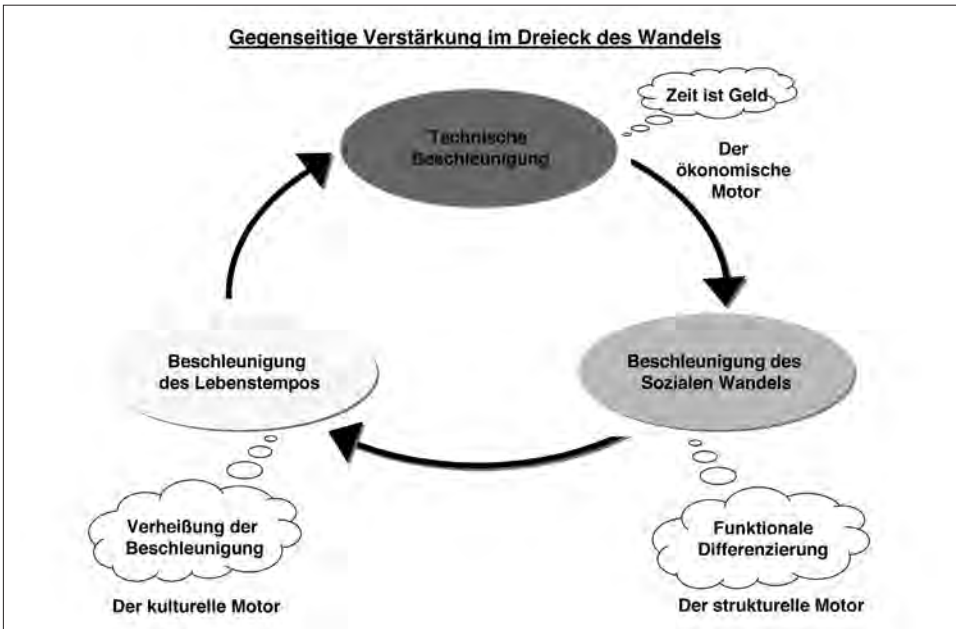 Gegenseitige Verstärkung im Dreieck des Wandels
Zeit ist Geld
Technische
Beschleunigung
Der
ökonomische
Motor
Beschleunigung
des Lebenstempos
Beschleunigung des
Sozialen Wandels
Verheißung der
Beschleunigung
Funktionale
Differenzierung
Der kulturelle Motor
Der strukturelle Motor